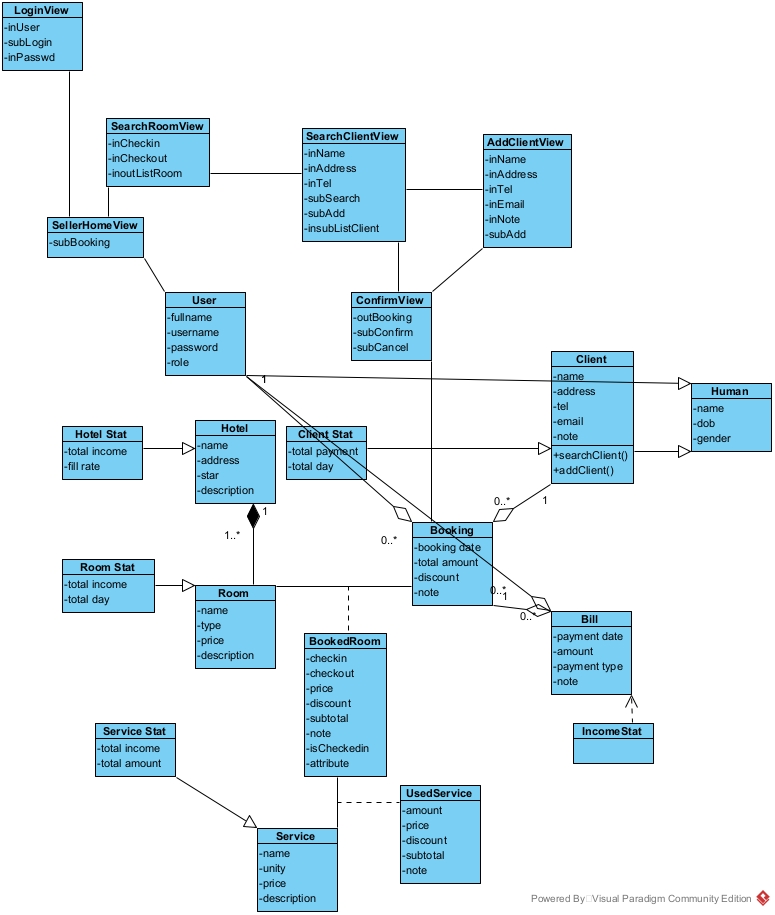 LoginView
-inUser
-subLogin
-inPasswd
SearchRoomView
-inCheckin
-inCheckout
-inoutListRoom
SearchClientView
-inName
-inAddress
-inTel
-subSearch
-subAdd
-insubListClient
AddClientView
-inName
-inAddress
-inTel
-inEmail
-inNote
-subAdd
SellerHomeView
-subBooking
User
-fullname
-username
-password
-role
1
ConfirmView
-outBooking
-subConfirm
-subCancel
Client
-name
-address
-tel
-email
-note
+searchClient()
+addClient()
1
0..*
Human
-name
-dob
-gender
Hotel Stat
-total income
-fill rate
Hotel
-name
-address
-star
-description
1
1..*
Client Stat
-total payment
-total day
0..*
Booking
-booking date
-total amount
-discount
-note
0..*
1
0..*
Room Stat
-total income
-total day
Room
-name
-type
-price
-description
Bill
-payment date
-amount
-payment type
-note
BookedRoom
-checkin
-checkout
-price
-discount
-subtotal
-note
-isCheckedin
-attribute
IncomeStat
Service Stat
-total income
-total amount
UsedService
-amount
-price
-discount
-subtotal
-note
Service
-name
-unity
-price
-description
Powered By Visual Paradigm Community Edition